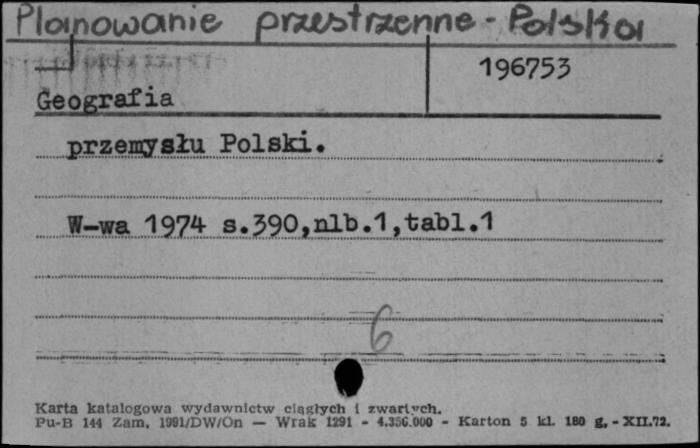 Planowanie przestrzenne - Polska
196753
Geografia
przemysłu Polski.
W-wa 1974 s.390,nlb.1,tabl.1
6
Karta katalogowa wydawnictw ciągłych i zwartych.
Pu-B 144 Zam. 1991/DW/On — Wrak 1291 - 4.356.000 - Karton 5 kl. 180 g. - XII.72.